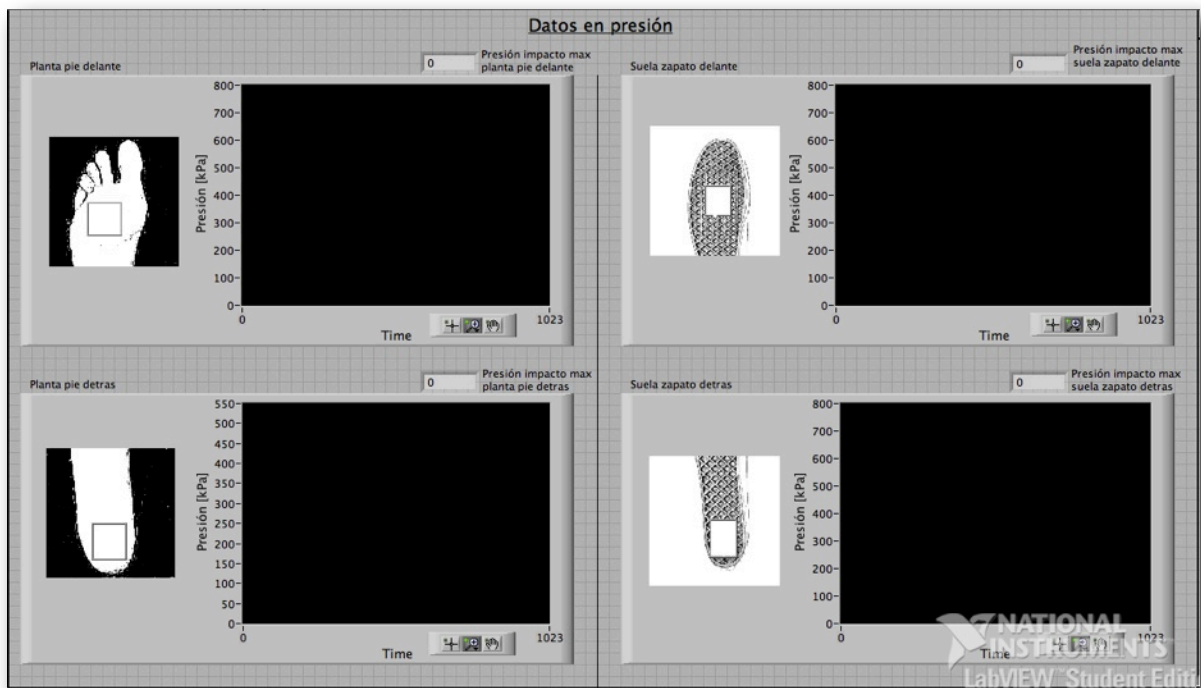 Datos en presión
Planta pie delante
0
Presión impacto max
planta pie delante
800
700
600
500
400
300
200
100
0
Presión [kPa]
0
1023
Time
Suela zapato delante
0
Presión impacto max
suela zapato delante
800
700
600
500
400
300
200
100
0
Presión [kPa]
0
1023
Time
Planta pie detras
0
Presión impacto max
planta pie detras
550
500
450
400
350
300
250
200
150
100
50
0
Presión [kPa]
0
1023
Time
Suela zapato detras
0
Presión impacto max
suela zapato detras
800
700
600
500
400
300
200
100
0
Presión [kPa]
0
1023
Time
NATIONAL
INSTRUMENTS
LabVIEW™ Student Editi